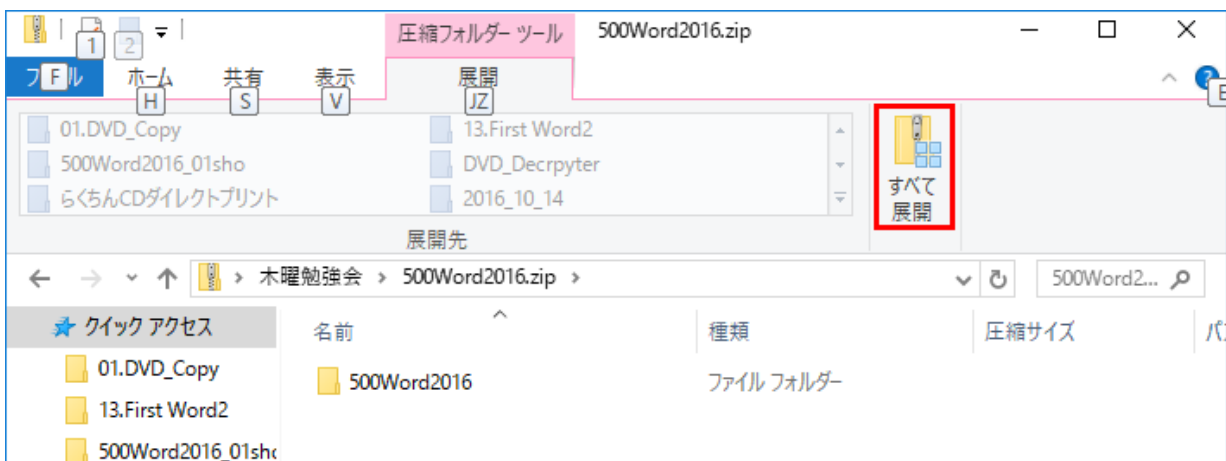 1 2 圧縮フォルダー ツール 500Word2016.zip
フ F ル ホーム 共有 表示 展開
H S V JZ E
01.DVD_Copy 13.First Word2
500Word2016_01sho DVD_Decrpyter
らくちんCDダイレクトプリント 2016_10_14
すべて
展開
展開先
木曜勉強会 500Word2016.zip 500Word2...
クイック アクセス 名前 種類 圧縮サイズ
01.DVD_Copy 500Word2016 ファイル フォルダー
13.First Word2
500Word2016_01sho